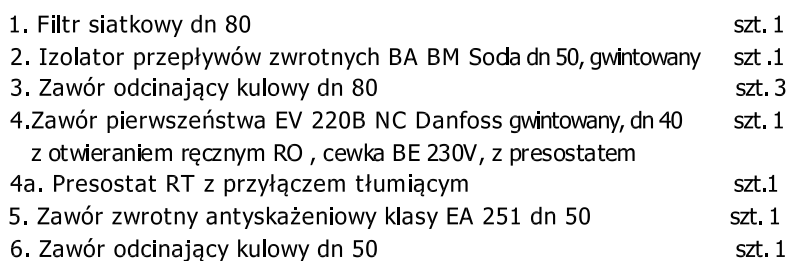 1. Filtr siatkowy dn 80 szt. 1
2. Izolator przepływów zwrotnych BA BM Socla dn 50, gwintowany szt .1
3. Zawór odcinający kulowy dn 80 szt. 3
4.Zawór pierwszeństwa EV 220B NC Danfoss gwintowany, dn 40 szt. 1
z otwieraniem ręcznym RO , cewka BE 230V, z presostatem
4a. Presostat RT z przyłączem tłumiącym szt.1
5. Zawór zwrotny antyskażeniowy klasy EA 251 dn 50 szt. 1
6. Zawór odcinający kulowy dn 50 szt. 1